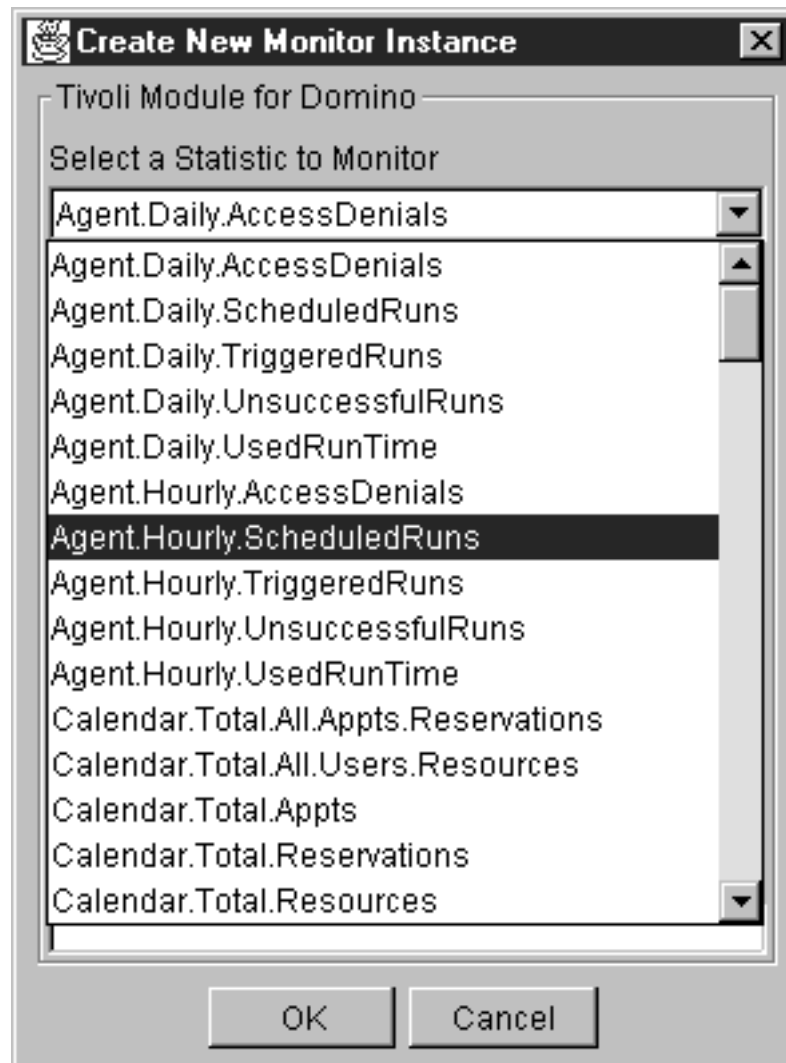 Create New Monitor Instance
Tivoli Module for Domino
Select a Statistic to Monitor
Agent.Daily.AccessDenials
Agent.Daily.AccessDenials
Agent.Daily.ScheduledRuns
Agent.Daily.TriggeredRuns
Agent.Daily.UnsuccessfulRuns
Agent.Daily.UsedRunTime
Agent.Hourly.AccessDenials
Agent.Hourly.ScheduledRuns
Agent.Hourly.TriggeredRuns
Agent.Hourly.UnsuccessfulRuns
Agent.Hourly.UsedRunTime
Calendar.Total.All.Appts.Reservations
Calendar.Total.All.Users.Resources
Calendar.Total.Appts
Calendar.Total.Reservations
Calendar.Total.Resources
OK Cancel